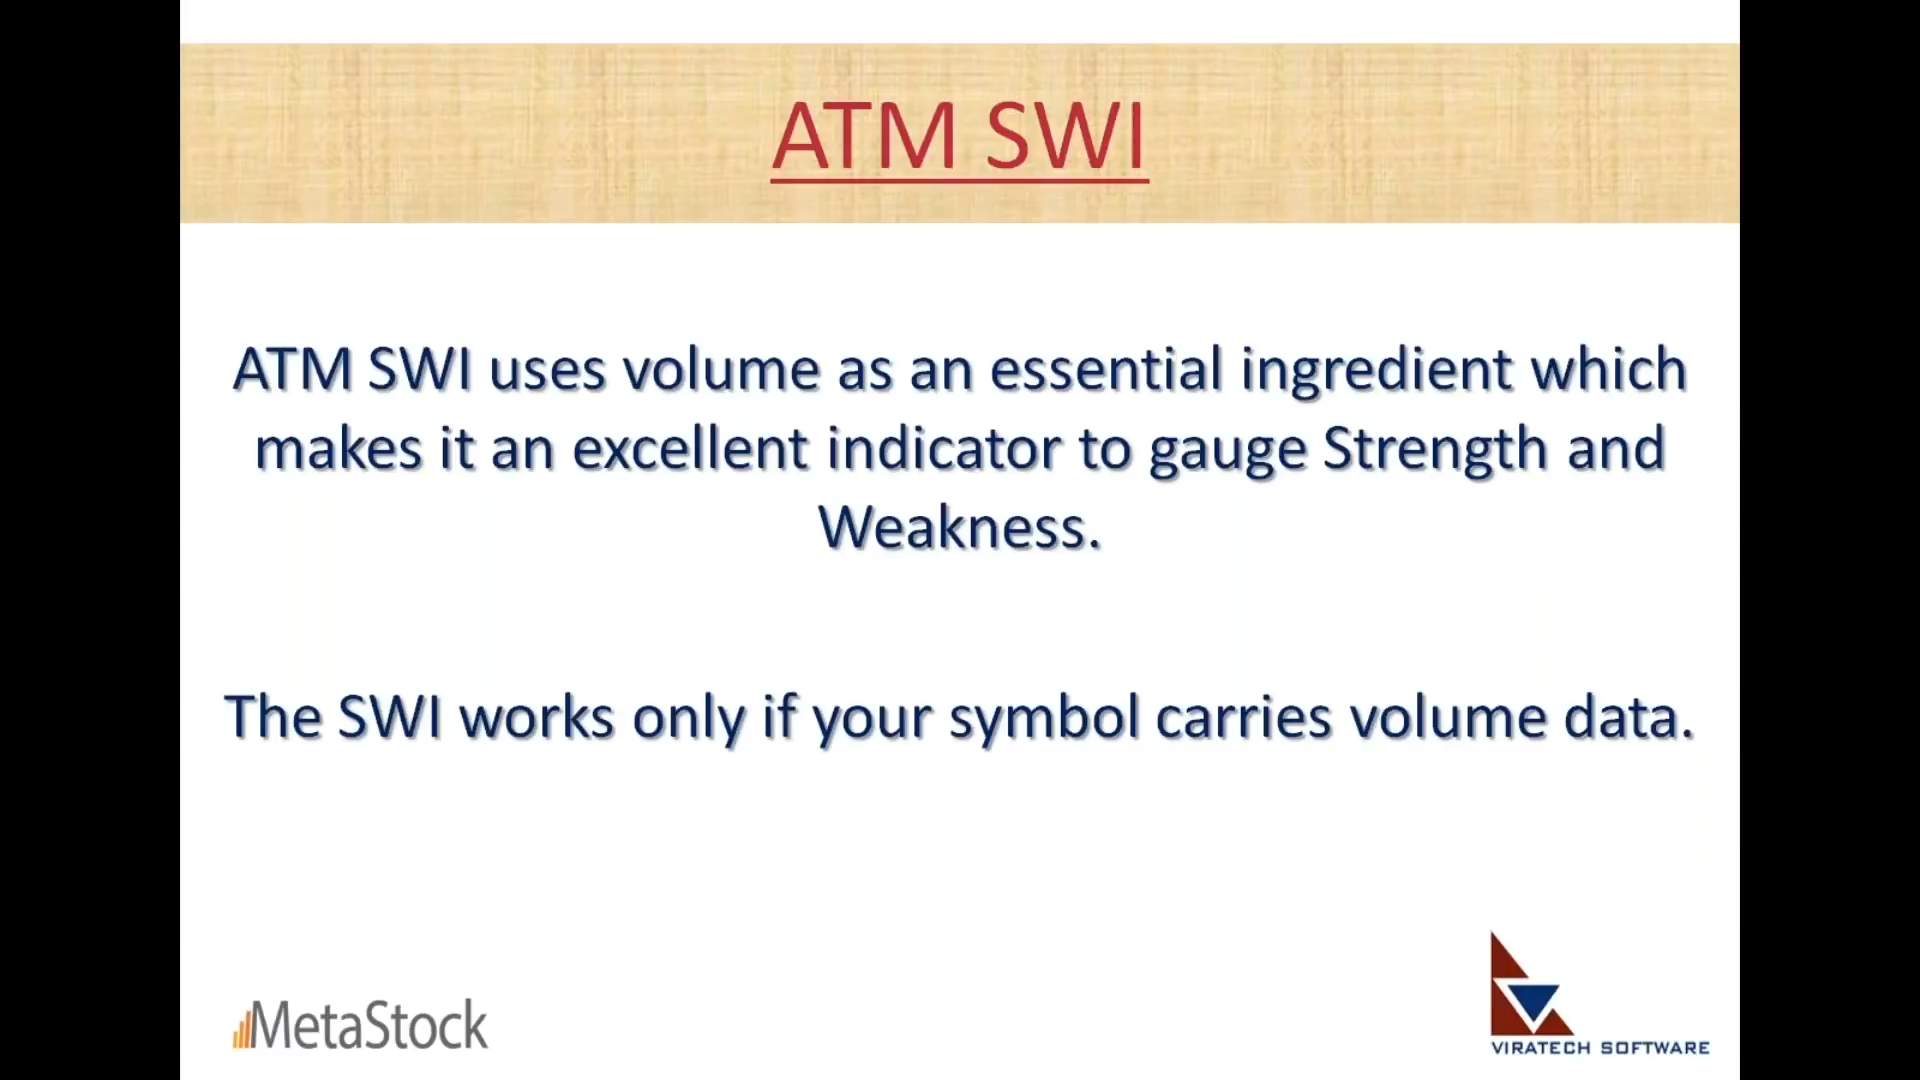 ATM SWI
ATM SWI uses volume as an essential ingredient which
makes it an excellent indicator to gauge Strength and
Weakness.
The SWI works only if your symbol carries volume data.
MetaStock
VIRATECH SOFTWARE